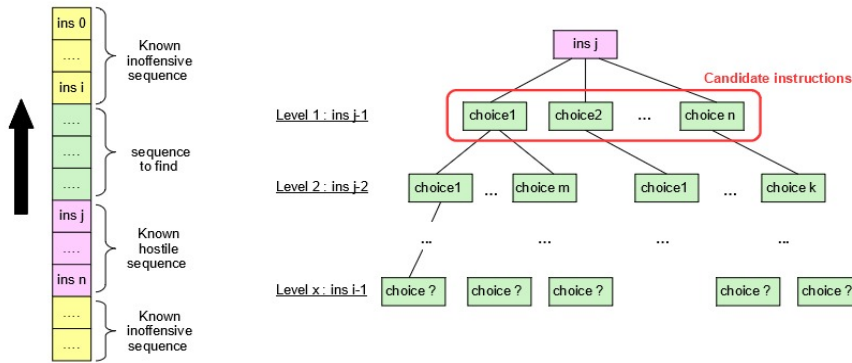 ins 0
....
ins i
....
....
....
ins j
....
ins n
....
....
Known
inoffensive
sequence
sequence
to find
Known
hostile
sequence
Known
inoffensive
sequence
ins j
Candidate instructions
Level 1 : ins j-1
choice1
choice2
...
choice n
Level 2 : ins j-2
choice1
...
choice m
choice1
...
choice k
...
...
...
...
Level x : ins i-1
choice ?
choice ?
choice ?
choice ?
choice ?